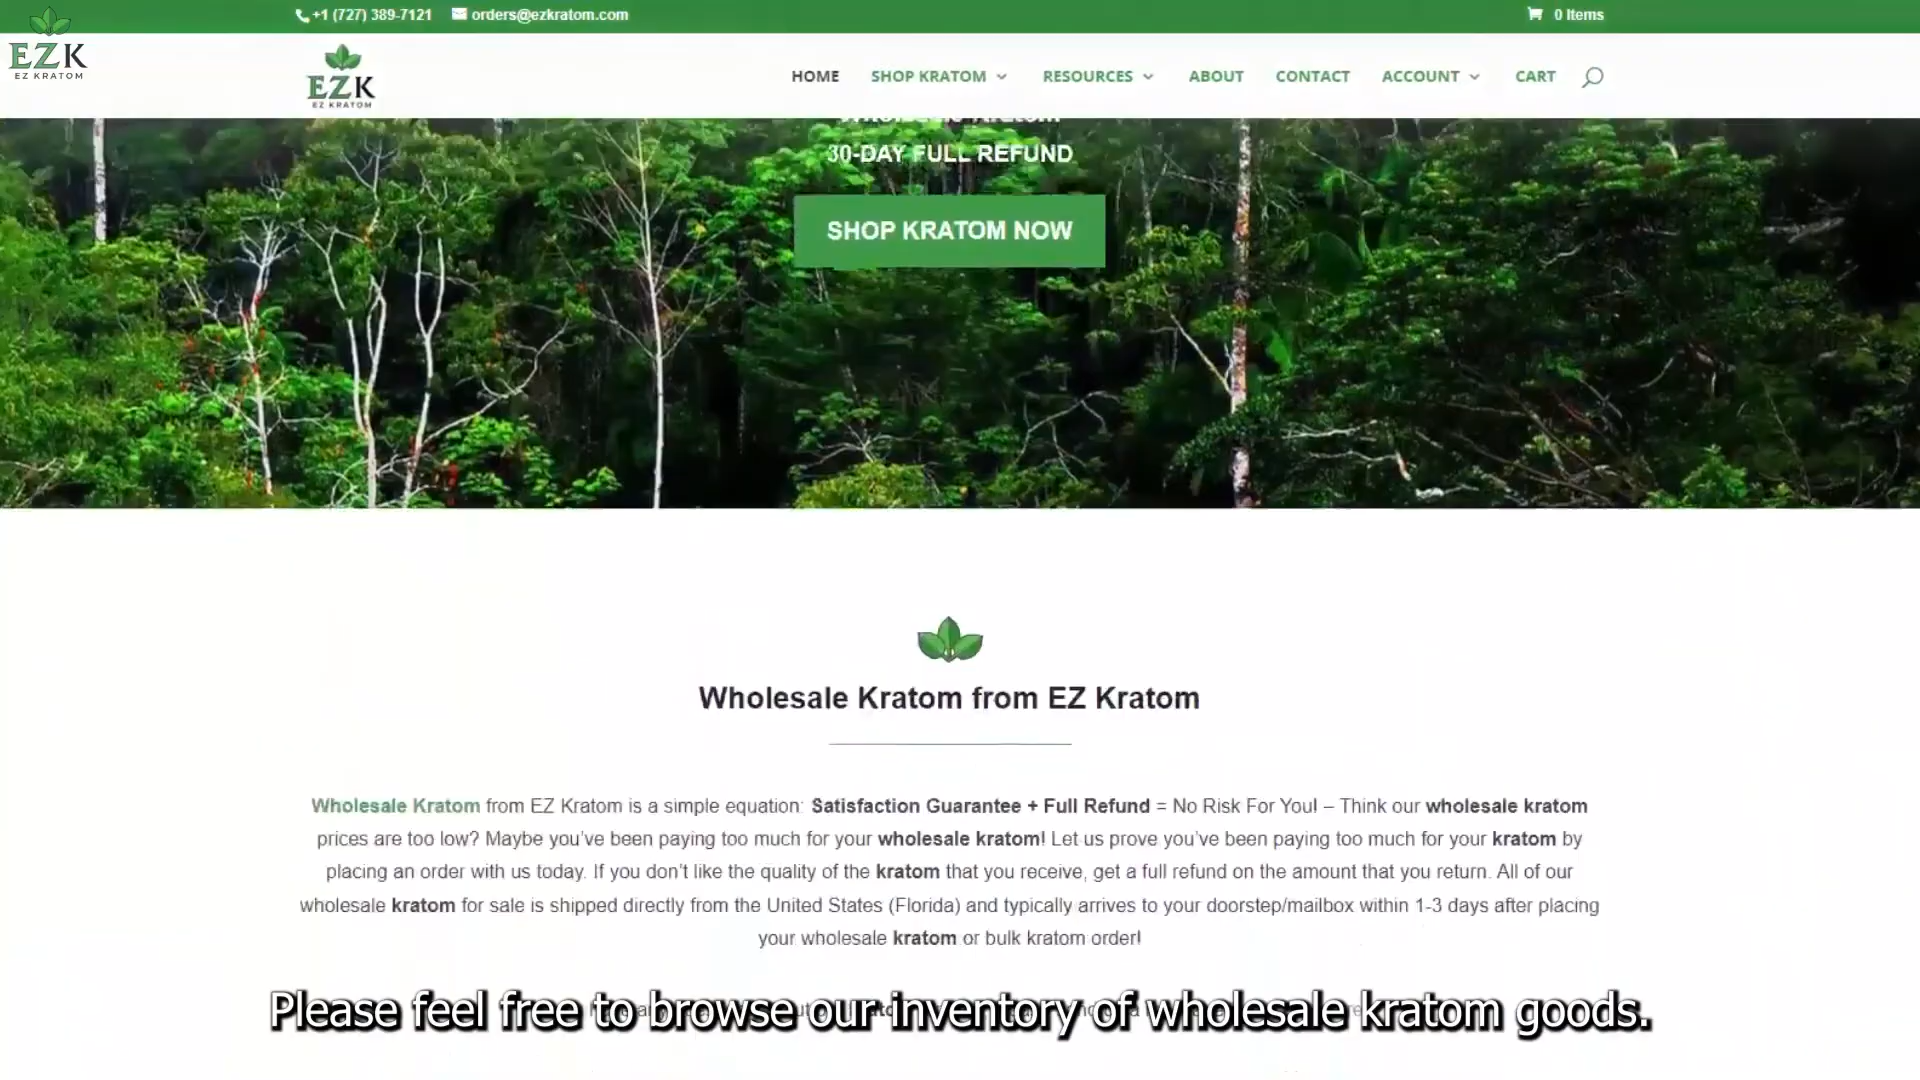 +1 (727) 389-7121 orders@ezkratom.com 0 Items
EZK
EZ KRATOM
EZK
EZ KRATOM
HOME SHOP KRATOM RESOURCES ABOUT CONTACT ACCOUNT CART
30-DAY FULL REFUND
SHOP KRATOM NOW
Wholesale Kratom from EZ Kratom
Wholesale Kratom from EZ Kratom is a simple equation: Satisfaction Guarantee + Full Refund = No Risk For You! – Think our wholesale kratom
prices are too low? Maybe you've been paying too much for your wholesale kratom! Let us prove you've been paying too much for your kratom by
placing an order with us today. If you don't like the quality of the kratom that you receive, get a full refund on the amount that you return. All of our
wholesale kratom for sale is shipped directly from the United States (Florida) and typically arrives to your doorstep/mailbox within 1-3 days after placing
your wholesale kratom or bulk kratom order!
Please feel free to browse our inventory of wholesale kratom goods.